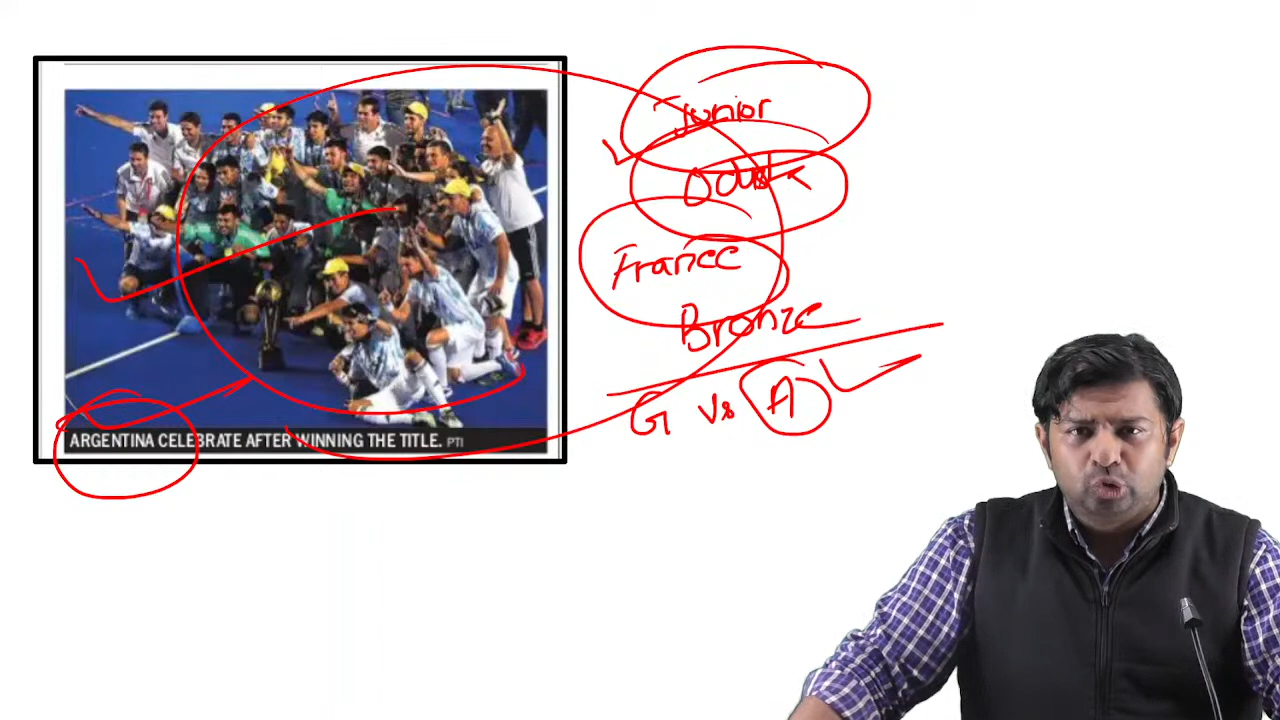 ARGENTINA CELEBRATE AFTER WINNING THE TITLE. PTI
Junior
France
Bronze
G Vs A